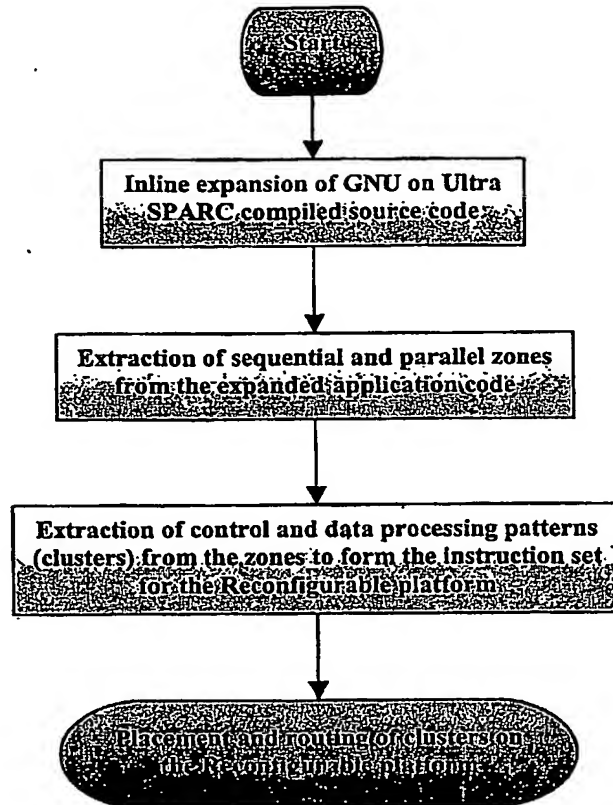 Start
Inline expansion of GNU on Ultra
SPARC compiled source code
Extraction of sequential and parallel zones
from the expanded application code
Extraction of control and data processing patterns
(clusters) from the zones to form the instruction set
for the Reconfigurable platform
Placement and routing of clusters on
the Reconfigurable platform